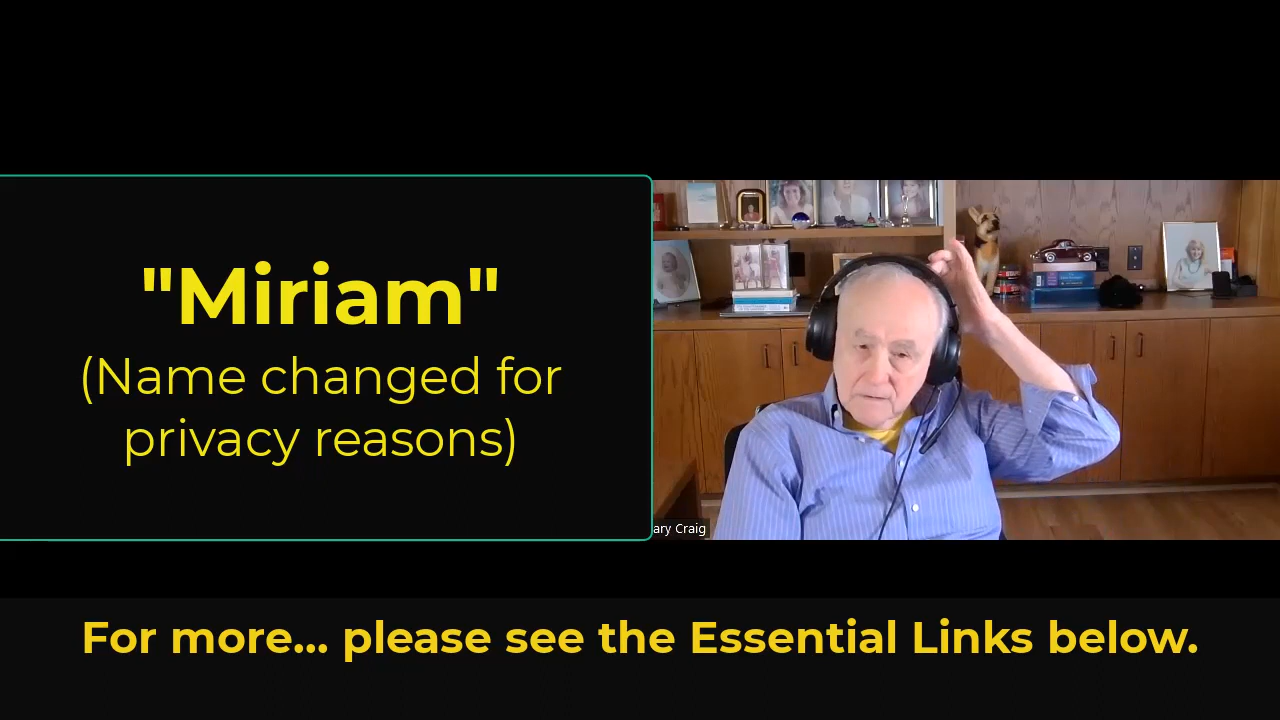 "Miriam"
(Name changed for
privacy reasons)
ary Craig
For more... please see the Essential Links below.